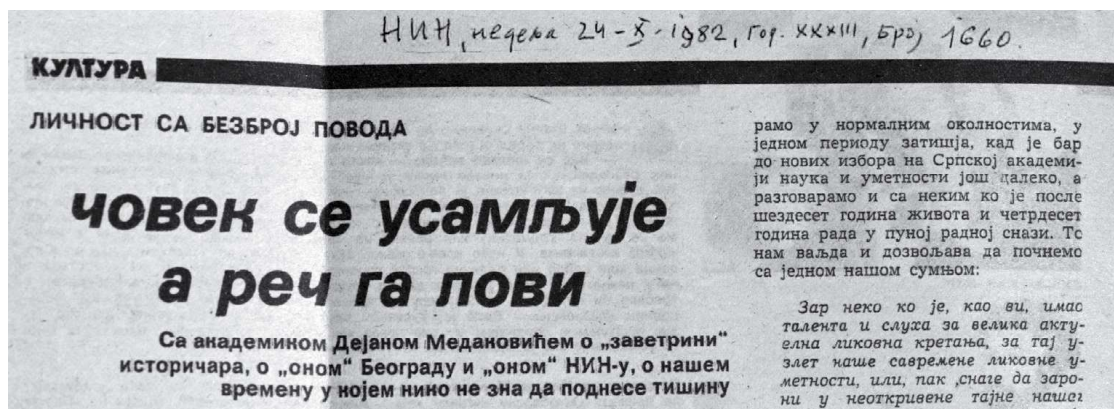 НИН, недеља 24-X-1982, Год. XXXIII, Број 1660.
КУЛТУРА
ЛИЧНОСТ СА БЕЗБРОЈ ПОВОДА
човек се усамљује
а реч га лови
Са академиком Дејаном Медановићем о „заветрини“
историчара, о „оном“ Београду и „оном“ НИН-у, о нашем
времену у којем нико не зна да поднесе тишину
рамо у нормалним околностима, у
једном периоду затишја, кад је бар
до нових избора на Српској академи-
ји наука и уметности још далеко, а
разговарамо и са неким ко је после
шездесет година живота и четрдесет
година рада у пуној радној снази. То
нам ваљда и дозвољава да почнемо
са једном нашом сумњом:
Зар неко ко је, као ви, имао
талента и слуха за велика акту-
елна ликовна кретања, за тај у-
злет наше савремене ликовне у-
метности, или, пак ,снаге да заро-
ни у неоткривене тајне нашег